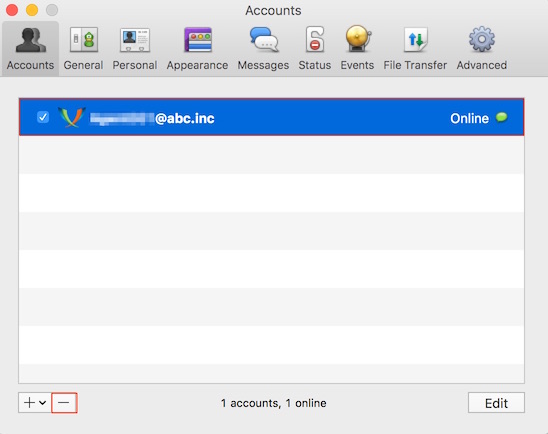 Accounts
Accounts General Personal Appearance Messages Status Events File Transfer Advanced
@abc.inc Online
1 accounts, 1 online Edit